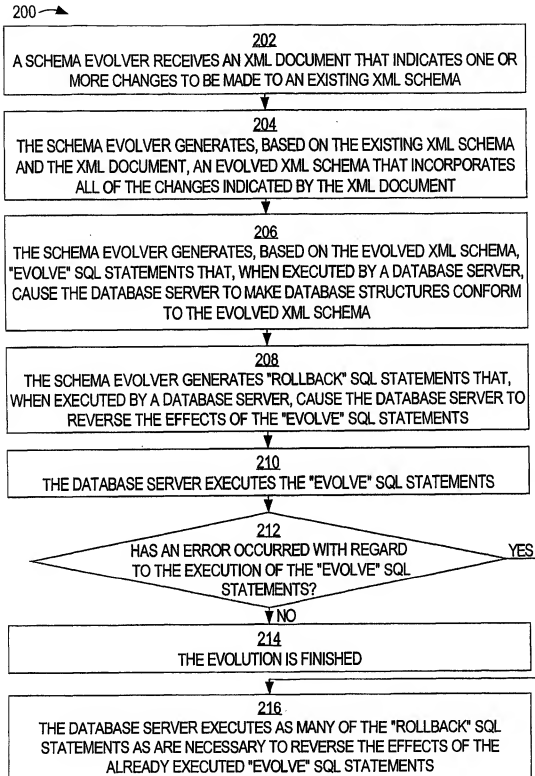 200
202
A SCHEMA EVOLVER RECEIVES AN XML DOCUMENT THAT INDICATES ONE OR
MORE CHANGES TO BE MADE TO AN EXISTING XML SCHEMA
204
THE SCHEMA EVOLVER GENERATES, BASED ON THE EXISTING XML SCHEMA
AND THE XML DOCUMENT, AN EVOLVED XML SCHEMA THAT INCORPORATES
ALL OF THE CHANGES INDICATED BY THE XML DOCUMENT
206
THE SCHEMA EVOLVER GENERATES, BASED ON THE EVOLVED XML SCHEMA,
"EVOLVE" SQL STATEMENTS THAT, WHEN EXECUTED BY A DATABASE SERVER,
CAUSE THE DATABASE SERVER TO MAKE DATABASE STRUCTURES CONFORM
TO THE EVOLVED XML SCHEMA
208
THE SCHEMA EVOLVER GENERATES "ROLLBACK" SQL STATEMENTS THAT,
WHEN EXECUTED BY A DATABASE SERVER, CAUSE THE DATABASE SERVER TO
REVERSE THE EFFECTS OF THE "EVOLVE" SQL STATEMENTS
210
THE DATABASE SERVER EXECUTES THE "EVOLVE" SQL STATEMENTS
212
HAS AN ERROR OCCURRED WITH REGARD
TO THE EXECUTION OF THE "EVOLVE" SQL
STATEMENTS?
YES
NO
214
THE EVOLUTION IS FINISHED
216
THE DATABASE SERVER EXECUTES AS MANY OF THE "ROLLBACK" SQL
STATEMENTS AS ARE NECESSARY TO REVERSE THE EFFECTS OF THE
ALREADY EXECUTED "EVOLVE" SQL STATEMENTS